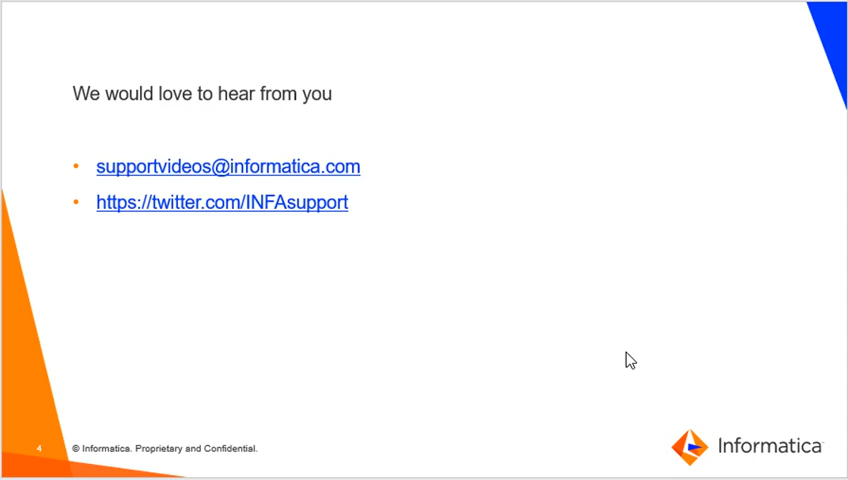 We would love to hear from you
• supportvideos@informatica.com
• https://twitter.com/INFAsupport
4 © Informatica. Proprietary and Confidential.
Informatica